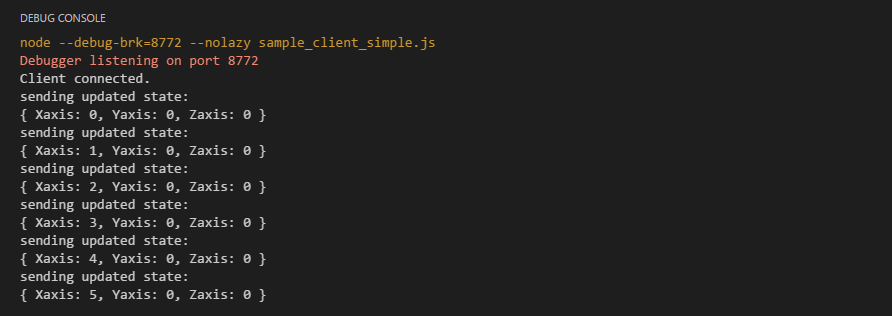 DEBUG CONSOLE
node --debug-brk=8772 --nolazy sample_client_simple.js
Debugger listening on port 8772
Client connected.
sending updated state:
{ Xaxis: 0, Yaxis: 0, Zaxis: 0 }
sending updated state:
{ Xaxis: 1, Yaxis: 0, Zaxis: 0 }
sending updated state:
{ Xaxis: 2, Yaxis: 0, Zaxis: 0 }
sending updated state:
{ Xaxis: 3, Yaxis: 0, Zaxis: 0 }
sending updated state:
{ Xaxis: 4, Yaxis: 0, Zaxis: 0 }
sending updated state:
{ Xaxis: 5, Yaxis: 0, Zaxis: 0 }